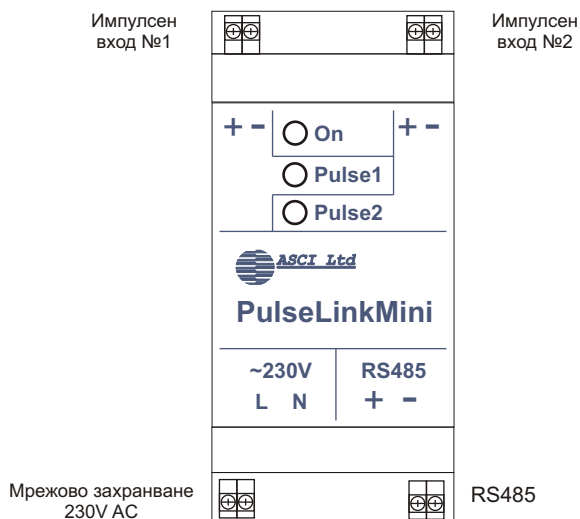 Импулсен
вход №1
Импулсен
вход №2
+ -
On
+ -
Pulse1
Pulse2
ASCI Ltd
PulseLinkMini
~230V
L N
RS485
+ -
Мрежово захранване
230V AC
RS485